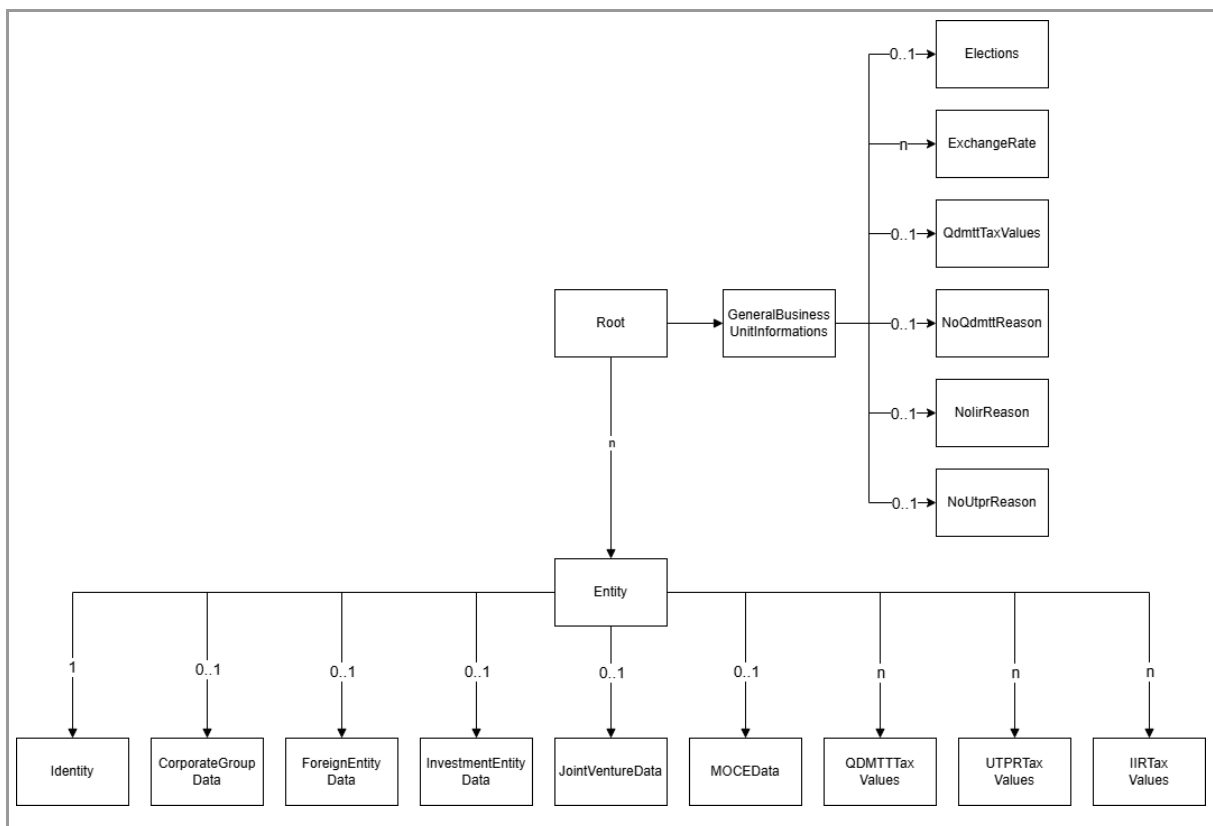 0..1
Elections
n
ExchangeRate
0..1
QdmttTaxValues
Root
GeneralBusiness
UnitInformations
0..1
NoQdmttReason
0..1
NoIirReason
0..1
NoUtprReason
n
Entity
1
0..1
0..1
0..1
0..1
0..1
n
n
n
Identity
CorporateGroup
Data
ForeignEntity
Data
InvestmentEntity
Data
JointVentureData
MOCEData
QDMTTTax
Values
UTPRTax
Values
IIRTax
Values